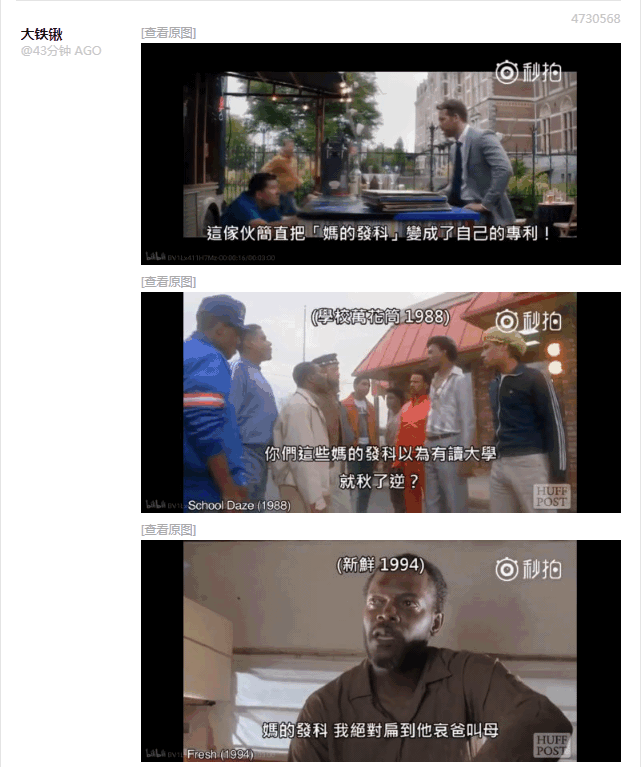 4730568
大铁锹
@43分钟 AGO
[查看原图]
秒拍
這傢伙簡直把「媽的發科」變成了自己的專利！
[查看原图]
(學校萬花筒 1988)
秒拍
你們這些媽的發科以為有讀大學
就秋了逆？
HUFF
POST
School Daze (1988)
[查看原图]
(新鮮 1994)
秒拍
媽的發科 我絕對扁到他哀爸叫母
HUFF
POST
Fresh (1994)